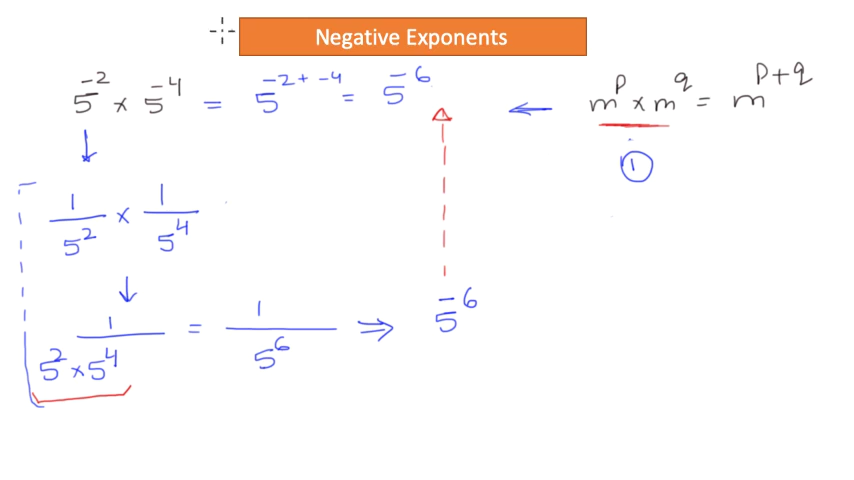 Negative Exponents
5^-2 × 5^-4 = 5^-2 + -4 = 5^-6 ← m^p × m^q = m^p+q
①
1/5^2 × 1/5^4
1/(5^2 × 5^4) = 1/5^6 ⇒ 5^-6